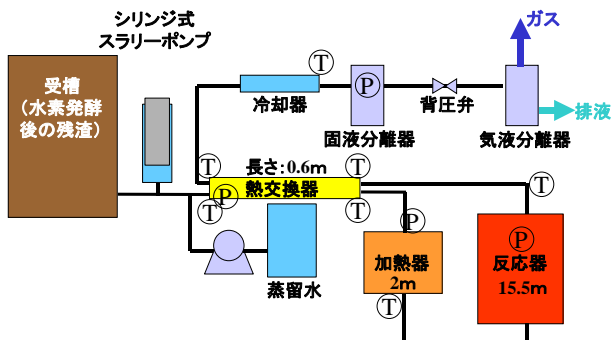 シリンジ式
スラリーポンプ
ガス
受槽
（水素発酵
後の残渣）
T
冷却器
P
固液分離器
背圧弁
気液分離器
排液
T
長さ：0.6m
T
熱交換器
P
T
T
T
蒸留水
P
加熱器
2m
T
P
反応器
15.5m